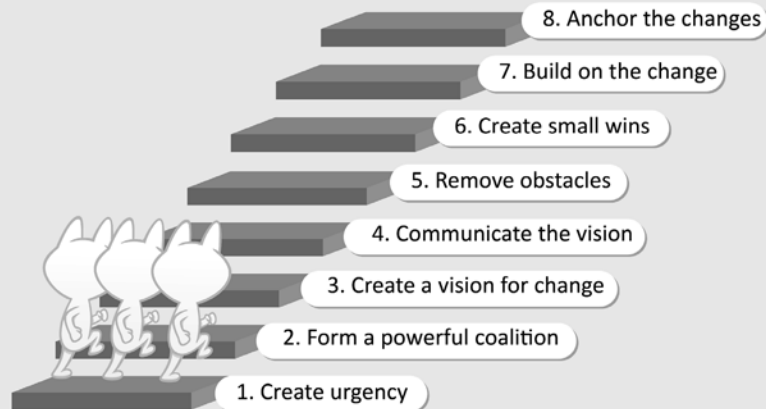 8. Anchor the changes
7. Build on the change
6. Create small wins
5. Remove obstacles
4. Communicate the vision
3. Create a vision for change
2. Form a powerful coalition
1. Create urgency